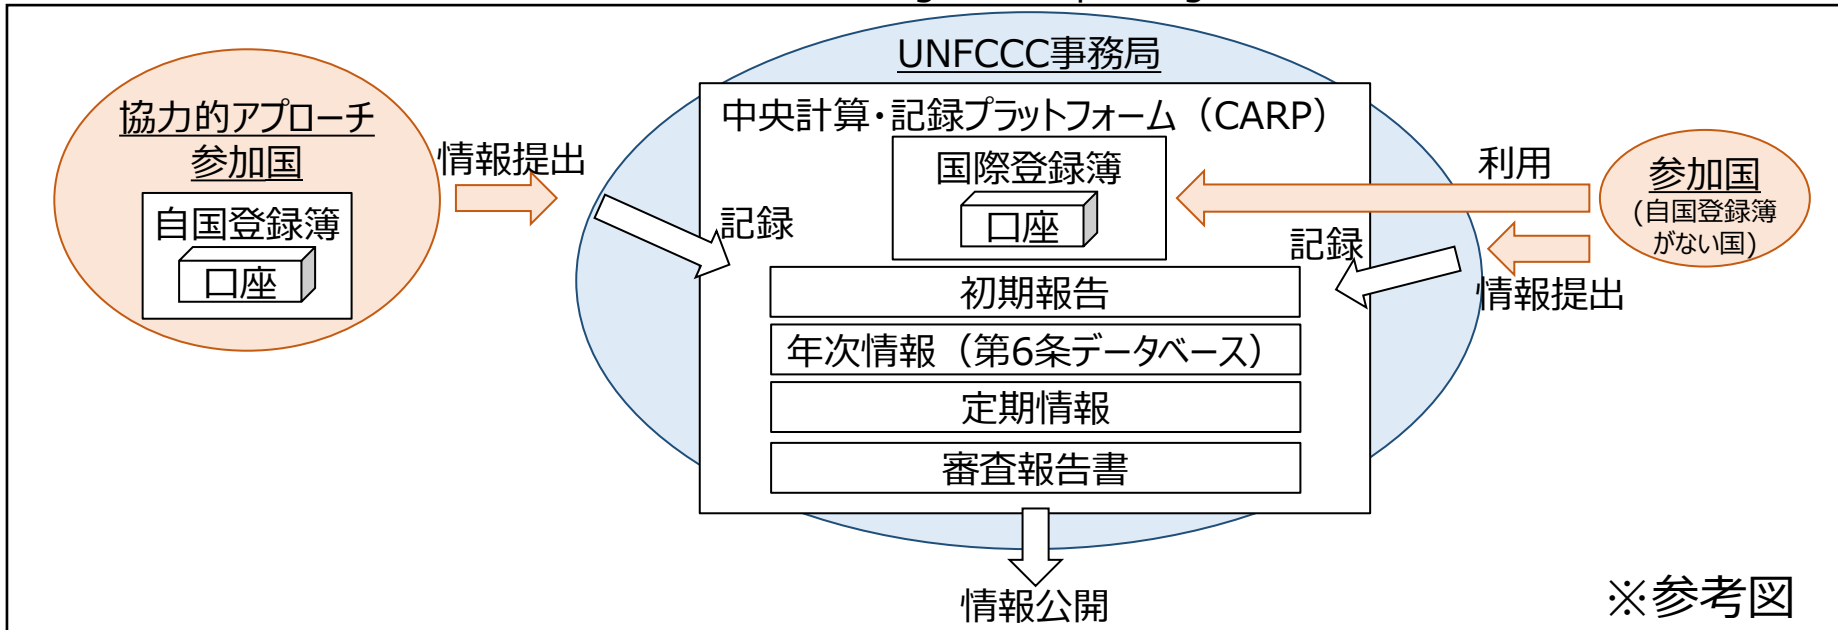 UNFCCC事務局
協力的アプローチ
参加国
自国登録簿
口座
情報提出
記録
中央計算・記録プラットフォーム（CARP）
国際登録簿
口座
初期報告
年次情報（第6条データベース）
定期情報
審査報告書
情報公開
利用
記録
情報提出
参加国
(自国登録簿
がない国)
※参考図